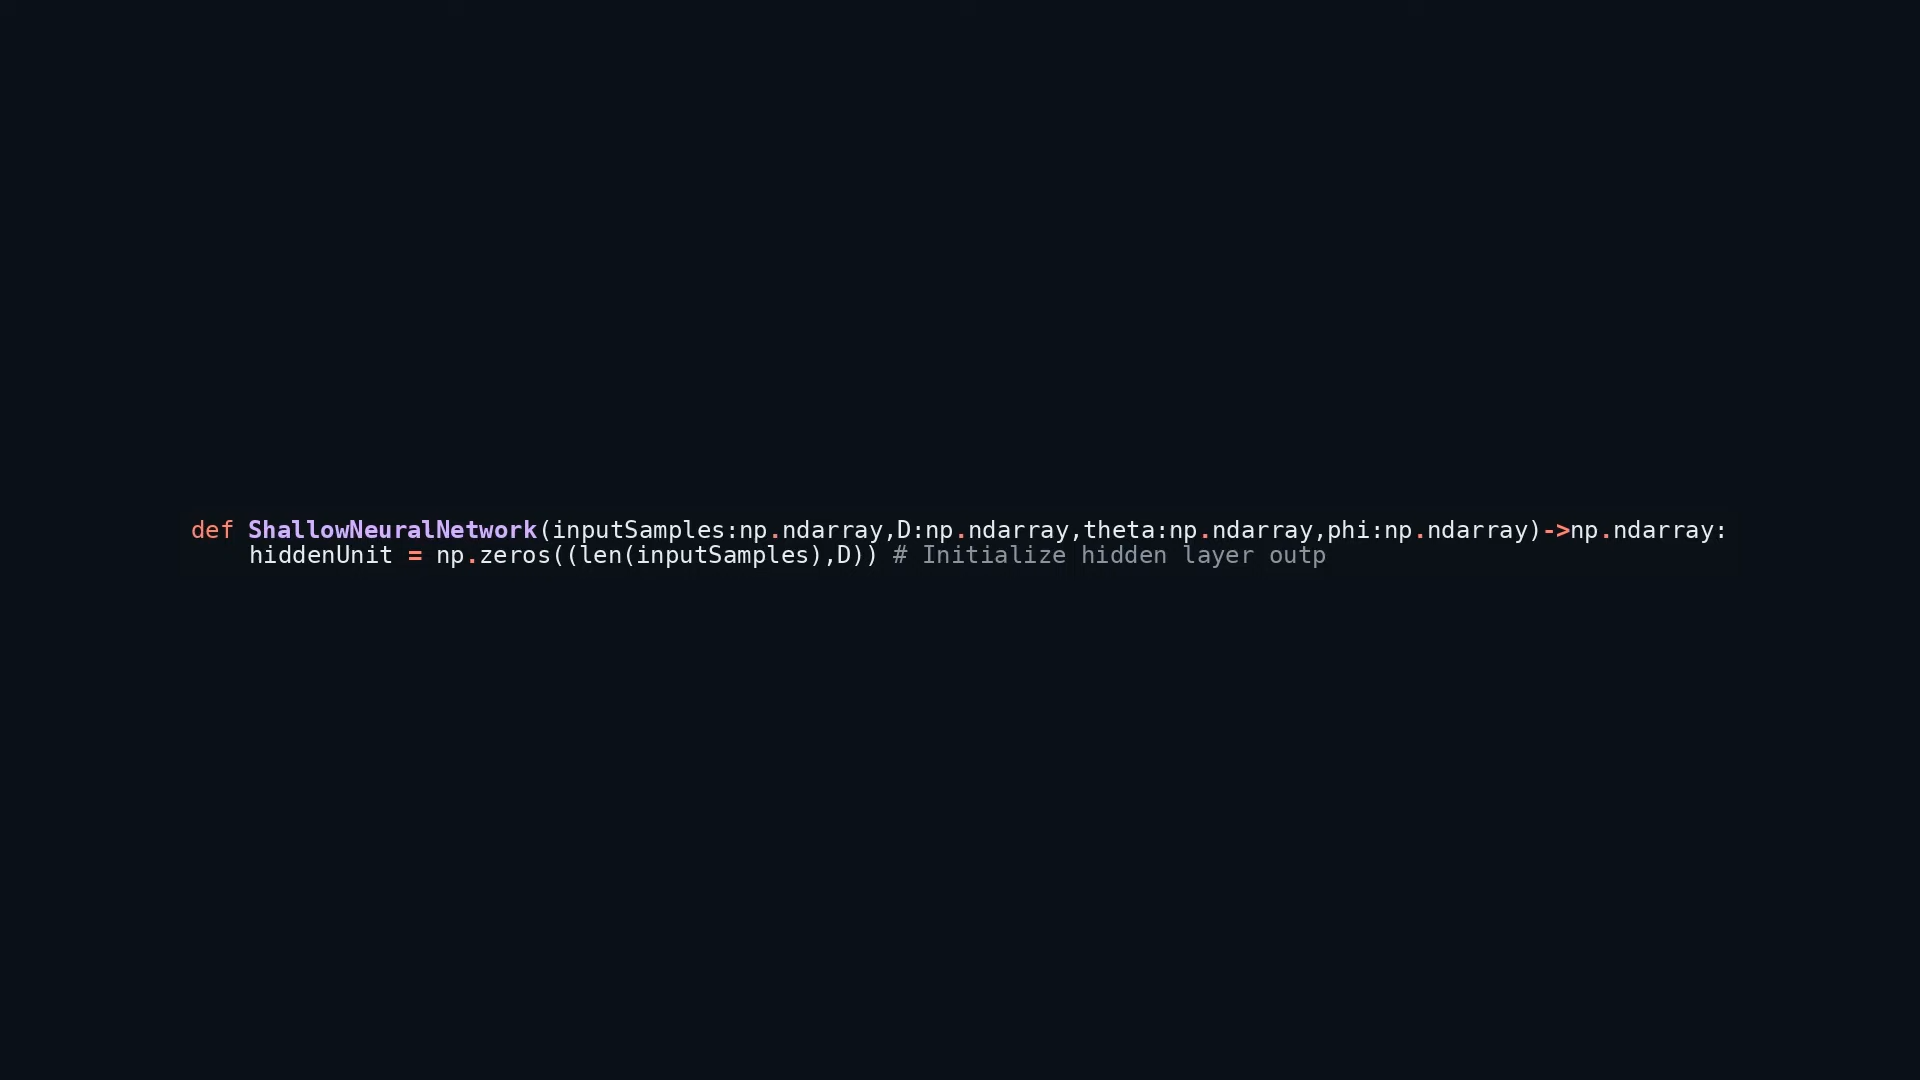 def ShallowNeuralNetwork(inputSamples:np.ndarray,D:np.ndarray,theta:np.ndarray,phi:np.ndarray)->np.ndarray:
    hiddenUnit = np.zeros((len(inputSamples),D)) # Initialize hidden layer outp